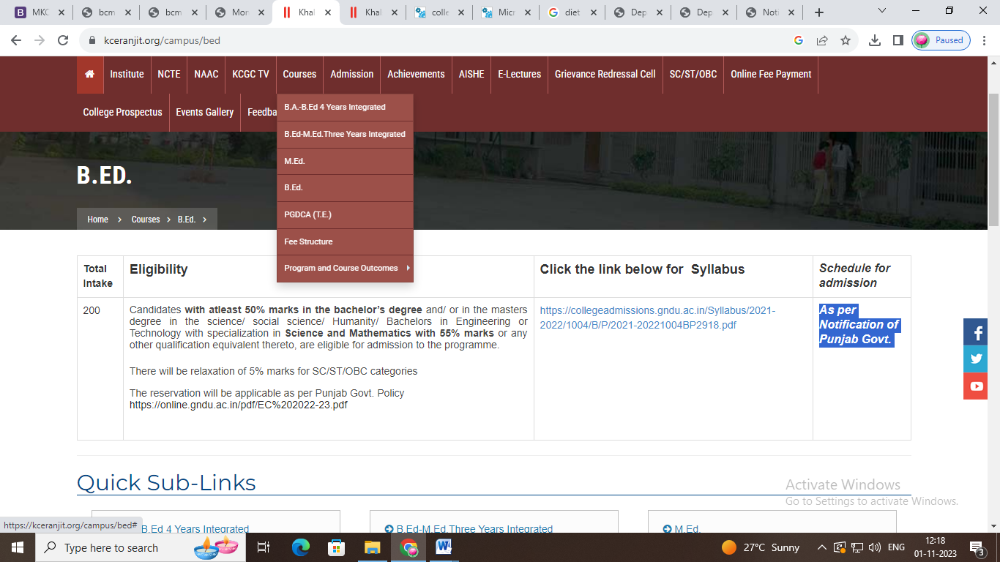 MKC
bcm
bcm
Mon
Khal
Khal
colle
Micr
diet
Dep
Dep
Noti
kceranjit.org/campus/bed
Paused
Institute NCTE NAAC KCGC TV Courses Admission Achievements AISHE E-Lectures Grievance Redressal Cell SC/ST/OBC Online Fee Payment
College Prospectus Events Gallery Feedba
B.A.-B.Ed 4 Years Integrated
B.Ed-M.Ed.Three Years Integrated
M.Ed.
B.Ed.
PGDCA (T.E.)
Fee Structure
Program and Course Outcomes
B.ED.
Home > Courses > B.Ed. >
Total
Intake
Eligibility
Click the link below for Syllabus
Schedule for
admission
200
Candidates with atleast 50% marks in the bachelor's degree and/ or in the masters
degree in the science/ social science/ Humanity/ Bachelors in Engineering or
Technology with specialization in Science and Mathematics with 55% marks or any
other qualification equivalent thereto, are eligible for admission to the programme.
There will be relaxation of 5% marks for SC/ST/OBC categories
The reservation will be applicable as per Punjab Govt. Policy
https://online.gndu.ac.in/pdf/EC%202022-23.pdf
https://collegeadmissions.gndu.ac.in/Syllabus/2021-
2022/1004/B/P/2021-20221004BP2918.pdf
As per
Notification of
Punjab Govt.
Quick Sub-Links
Activate Windows
Go to Settings to activate Windows.
B.Ed 4 Years Integrated
B.Ed-M.Ed.Three Years Integrated
M.Ed.
https://kceranjit.org/campus/bed#
Type here to search
27°C Sunny
ENG
12:18
01-11-2023
3